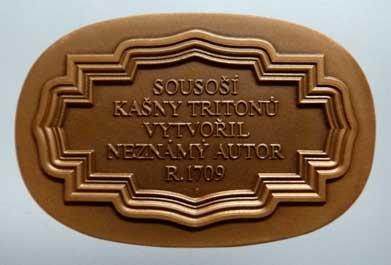 SOUSOŠÍ
KAŠNY TRITONŮ
VYTVOŘIL
NEZNÁMÝ AUTOR
R.1709